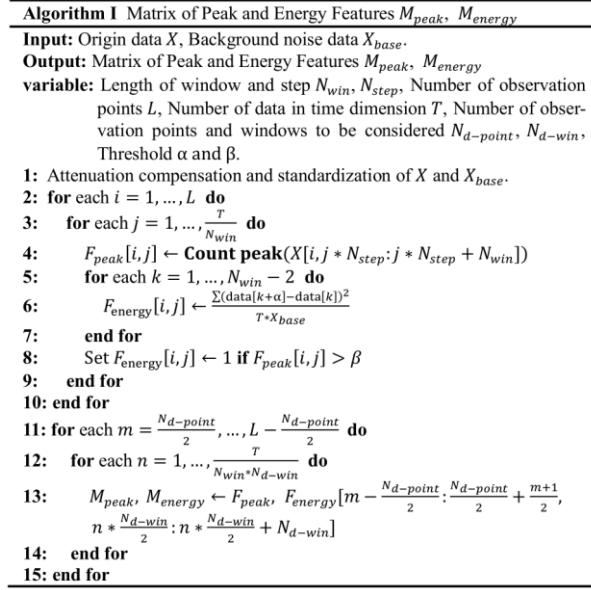 Algorithm I Matrix of Peak and Energy Features M_peak, M_energy
Input: Origin data X, Background noise data X_base.
Output: Matrix of Peak and Energy Features M_peak, M_energy
variable: Length of window and step N_win, N_step, Number of observation
points L, Number of data in time dimension T, Number of obser-
vation points and windows to be considered N_d−point, N_d−win,
Threshold α and β.
1: Attenuation compensation and standardization of X and X_base.
2: for each i = 1, … , L do
3: for each j = 1, … , T/N_win do
4: F_peak[i, j] ← Count peak(X[i, j * N_step: j * N_step + N_win])
5: for each k = 1, … , N_win − 2 do
6: F_energy[i, j] ← ∑(data[k+α]−data[k])²/T*X_base
7: end for
8: Set F_energy[i, j] ← 1 if F_peak[i, j] > β
9: end for
10: end for
11: for each m = N_d−point/2, … , L − N_d−point/2 do
12: for each n = 1, … , T/N_win*N_d−win do
13: M_peak, M_energy ← F_peak, F_energy[m − N_d−point/2 : N_d−point/2 + m+1/2,
n * N_d−win/2 : n * N_d−win/2 + N_d−win]
14: end for
15: end for